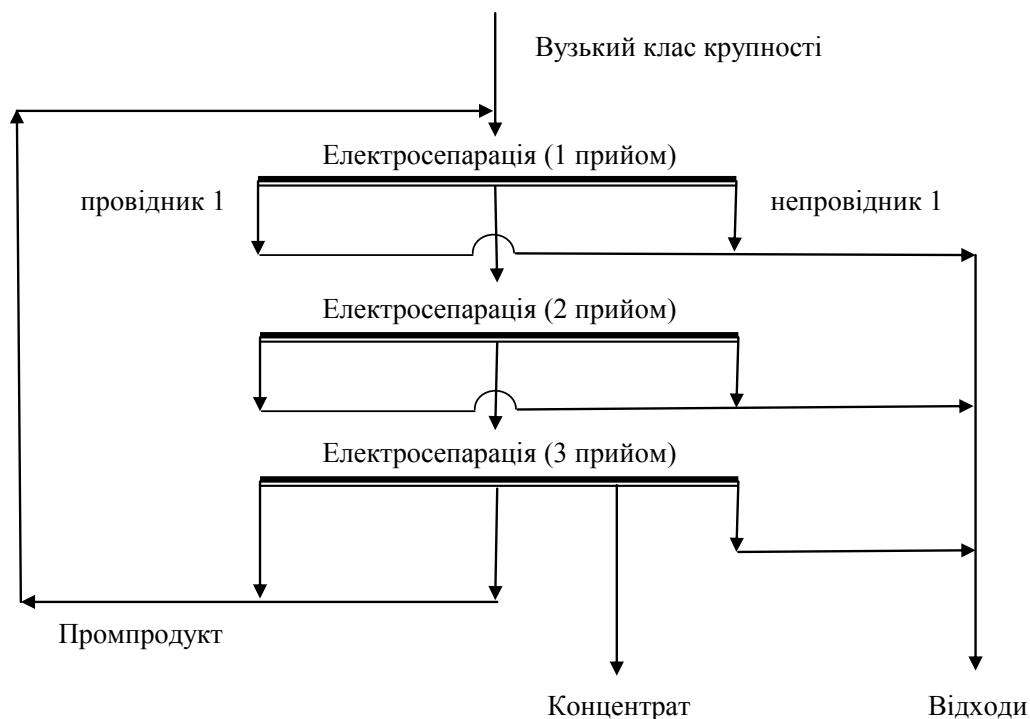 Вузький клас крупності
Електросепарація (1 прийом)
провідник 1
непровідник 1
Електросепарація (2 прийом)
Електросепарація (3 прийом)
Промпродукт
Концентрат
Відходи